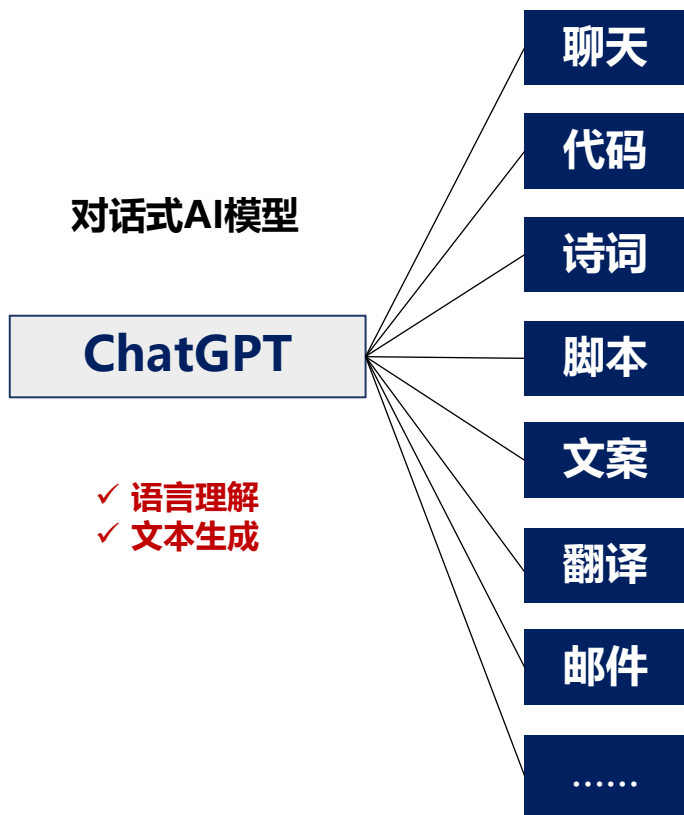 对话式AI模型
ChatGPT
✓ 语言理解
✓ 文本生成
聊天
代码
诗词
脚本
文案
翻译
邮件
……